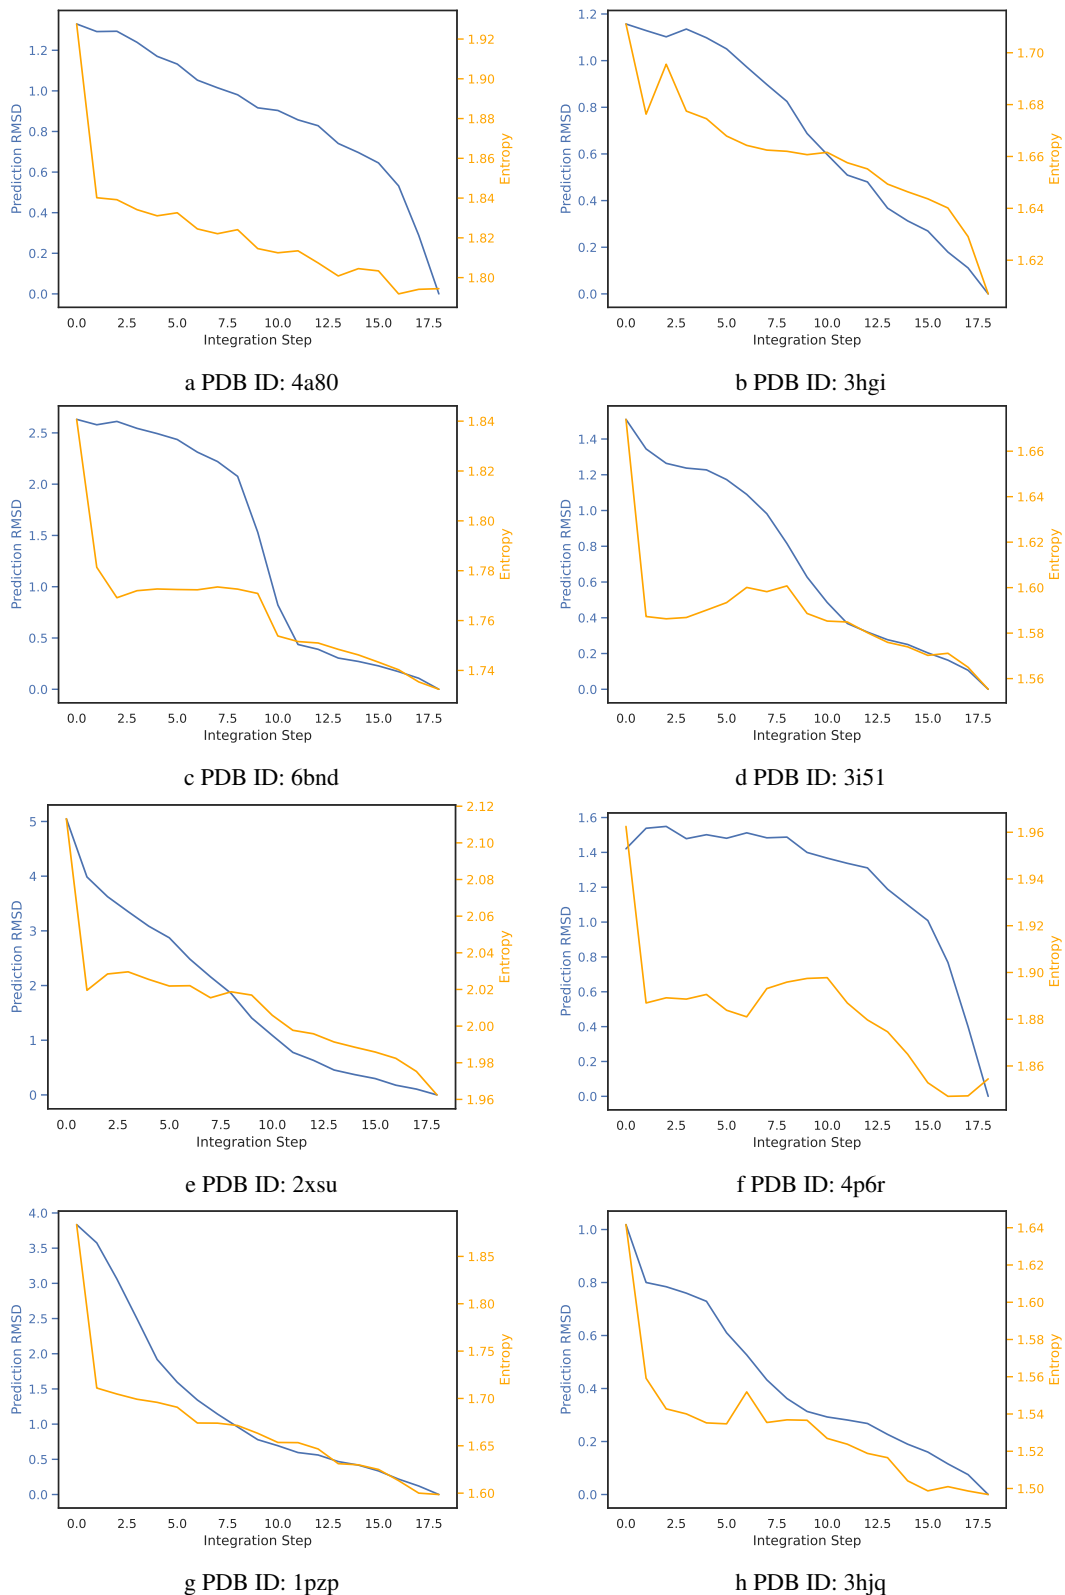 1.2
1.0
0.8
0.6
0.4
0.2
0.0
Prediction RMSD
1.92
1.90
1.88
1.86
1.84
1.82
1.80
Entropy
0.0 2.5 5.0 7.5 10.0 12.5 15.0 17.5
Integration Step
a PDB ID: 4a80
1.2
1.0
0.8
0.6
0.4
0.2
0.0
Prediction RMSD
1.70
1.68
1.66
1.64
1.62
Entropy
0.0 2.5 5.0 7.5 10.0 12.5 15.0 17.5
Integration Step
b PDB ID: 3hgi
2.5
2.0
1.5
1.0
0.5
0.0
Prediction RMSD
1.84
1.82
1.80
1.78
1.76
1.74
Entropy
0.0 2.5 5.0 7.5 10.0 12.5 15.0 17.5
Integration Step
c PDB ID: 6bnd
1.4
1.2
1.0
0.8
0.6
0.4
0.2
0.0
Prediction RMSD
1.66
1.64
1.62
1.60
1.58
1.56
Entropy
0.0 2.5 5.0 7.5 10.0 12.5 15.0 17.5
Integration Step
d PDB ID: 3i51
5
4
3
2
1
0
Prediction RMSD
2.12
2.10
2.08
2.06
2.04
2.02
2.00
1.98
1.96
Entropy
0.0 2.5 5.0 7.5 10.0 12.5 15.0 17.5
Integration Step
e PDB ID: 2xsu
1.6
1.4
1.2
1.0
0.8
0.6
0.4
0.2
0.0
Prediction RMSD
1.96
1.94
1.92
1.90
1.88
1.86
Entropy
0.0 2.5 5.0 7.5 10.0 12.5 15.0 17.5
Integration Step
f PDB ID: 4p6r
4.0
3.5
3.0
2.5
2.0
1.5
1.0
0.5
0.0
Prediction RMSD
1.85
1.80
1.75
1.70
1.65
1.60
Entropy
0.0 2.5 5.0 7.5 10.0 12.5 15.0 17.5
Integration Step
g PDB ID: 1pzp
1.0
0.8
0.6
0.4
0.2
0.0
Prediction RMSD
1.64
1.62
1.60
1.58
1.56
1.54
1.52
1.50
Entropy
0.0 2.5 5.0 7.5 10.0 12.5 15.0 17.5
Integration Step
h PDB ID: 3hjq